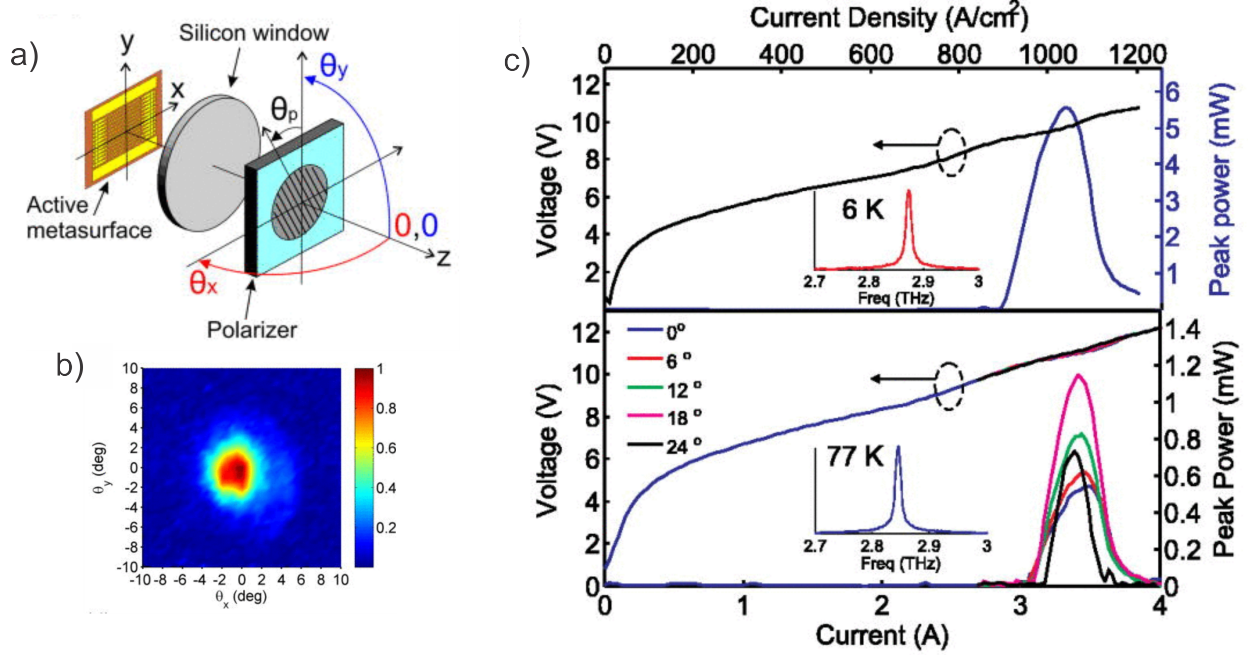 a)
Silicon window
y
x
θy
θp
Active
metasurface
0,0
z
θx
Polarizer
b)
10
8
6
4
2
0
-2
-4
-6
-8
-10
θy (deg)
-10 -8 -6 -4 -2 0 2 4 6 8 10
θx (deg)
1
0.8
0.6
0.4
0.2
c)
Current Density (A/cm²)
0 200 400 600 800 1000 1200
12
10
8
6
4
2
Voltage (V)
6
5
4
3
2
1
Peak power (mW)
6 K
2.7 2.8 2.9 3
Freq (THz)
12
10
8
6
4
2
0
Voltage (V)
0°
6 °
12 °
18 °
24 °
1.4
1.2
1
0.8
0.6
0.4
0.2
0
Peak Power (mW)
77 K
2.7 2.8 2.9 3
Freq (THz)
0 1 2 3 4
Current (A)